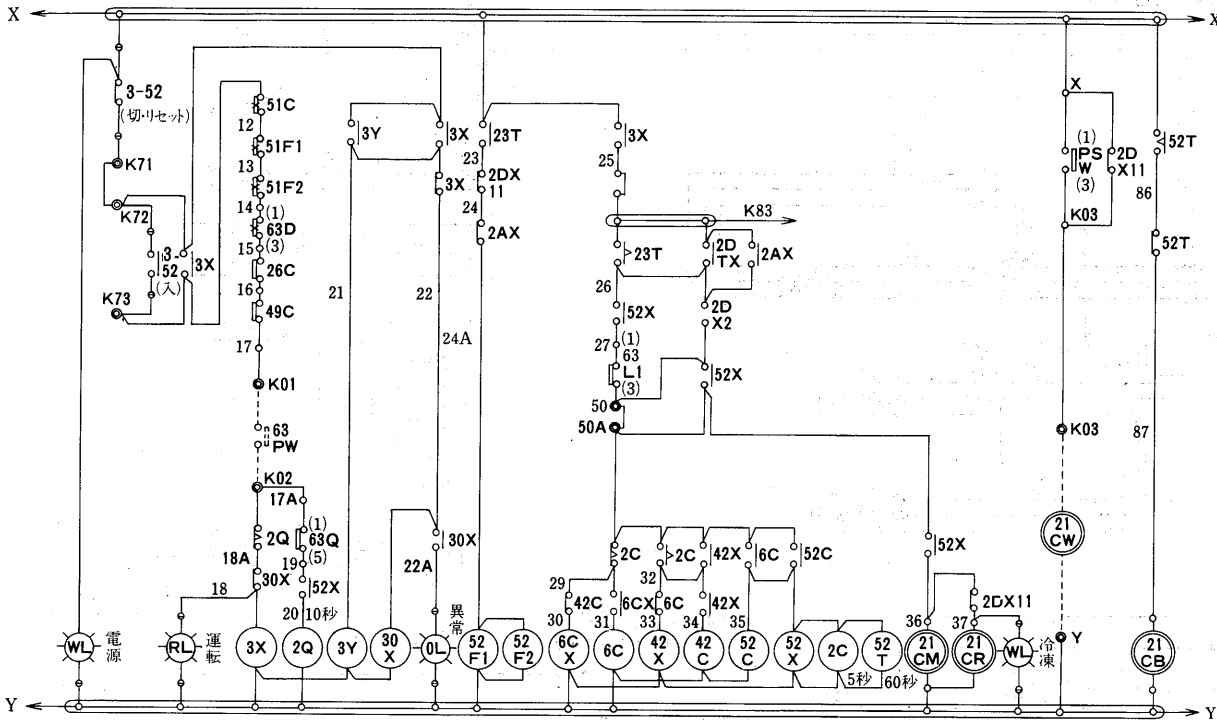 X
X
3-52
(切・リセット)
K71
K72
3-
52
(入)
3X
K73
51C
12
51F1
13
51F2
14
(1)
63D
15
(3)
26C
16
49C
17
K01
63
PW
K02
17A
2Q
(1)
63Q
(5)
18A
19
30X
52X
18
20
10秒
3Y
21
3X
3X
22
24A
30X
22A
異常
23T
23
2DX
11
24
2AX
3X
25
K83
23T
2D
TX
2AX
26
52X
2D
X2
27
(1)
63
L1
(3)
52X
50
50A
2C
2C
42X
6C
52C
29
32
42C
6CX
6C
42X
30
31
33
34
35
52X
2DX11
36
37
X
(1)
PS
W
(3)
2D
X11
K03
K03
21
CW
Y
52T
86
52T
87
WL
電源
RL
運転
3X
2Q
3Y
30
X
OL
52
F1
52
F2
6C
X
6C
42
X
42
C
52
C
52
X
2C
5秒
52
T
60秒
21
CM
21
CR
WL
冷凍
21
CB
Y
Y